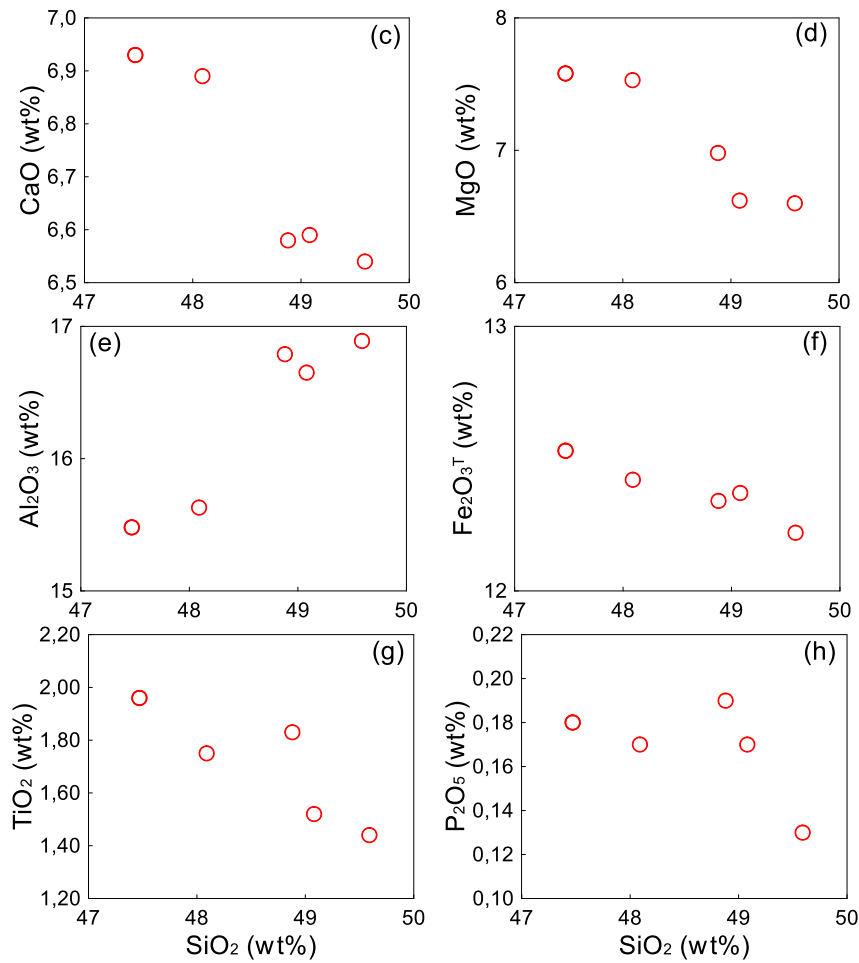 7,0
6,9
6,8
6,7
6,6
6,5
CaO (wt%)
(c)
47 48 49 50
8
7
6
MgO (wt%)
(d)
47 48 49 50
17
16
15
Al₂O₃ (wt%)
(e)
47 48 49 50
13
12
Fe₂O₃ᵀ (wt%)
(f)
47 48 49 50
2,20
2,00
1,80
1,60
1,40
1,20
TiO₂ (wt%)
(g)
47 48 49 50
SiO₂ (wt%)
0,22
0,20
0,18
0,16
0,14
0,12
0,10
P₂O₅ (wt%)
(h)
47 48 49 50
SiO₂ (wt%)